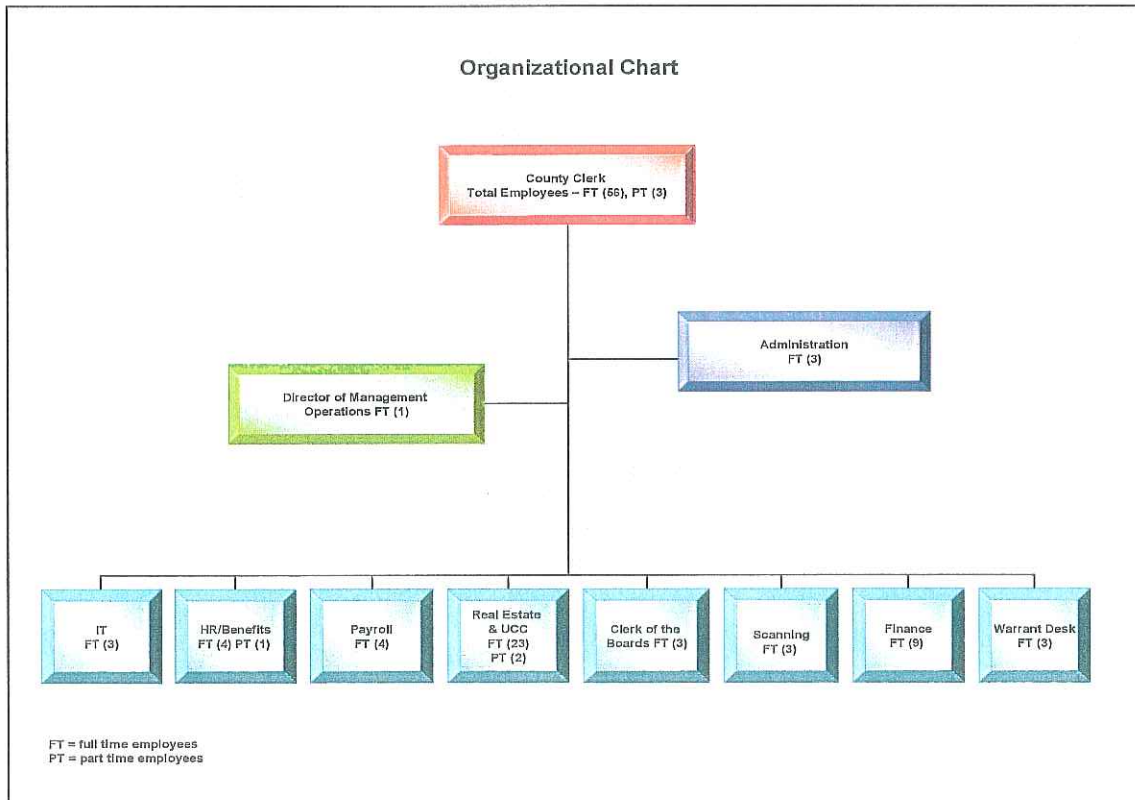 Organizational Chart
County Clerk
Total Employees – FT (56), PT (3)
Administration
FT (3)
Director of Management
Operations FT (1)
IT
FT (3)
HR/Benefits
FT (4) PT (1)
Payroll
FT (4)
Real Estate
& UCC
FT (23)
PT (2)
Clerk of the
Boards FT (3)
Scanning
FT (3)
Finance
FT (9)
Warrant Desk
FT (3)
FT = full time employees
PT = part time employees